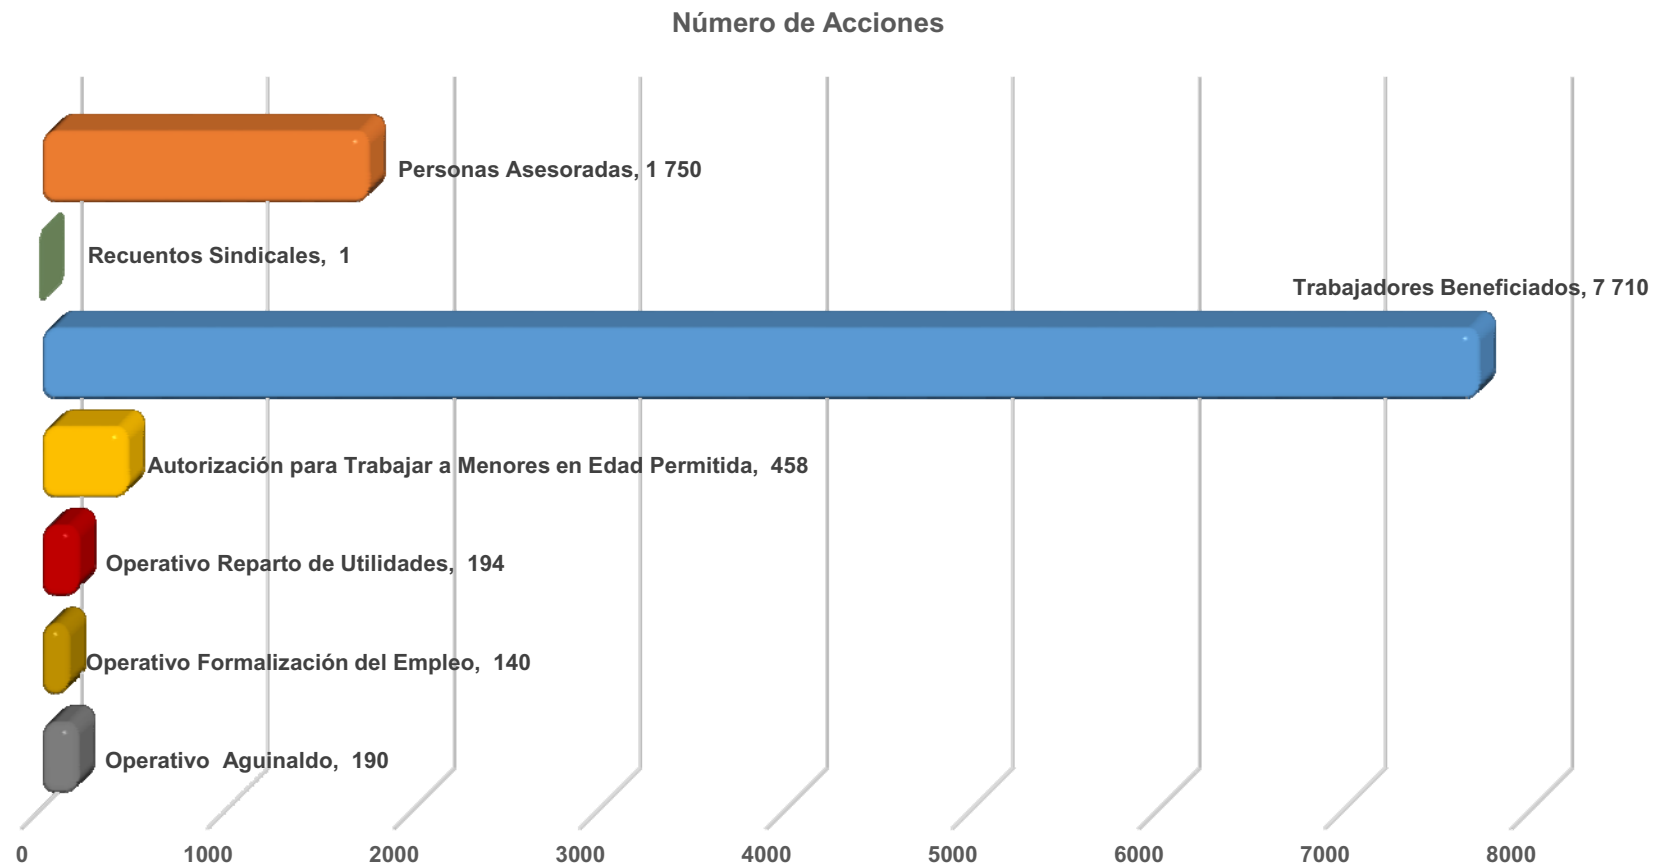 Número de Acciones
Personas Asesoradas, 1 750
Recuentos Sindicales,  1
Trabajadores Beneficiados, 7 710
Autorización para Trabajar a Menores en Edad Permitida,  458
Operativo Reparto de Utilidades,  194
Operativo Formalización del Empleo,  140
Operativo  Aguinaldo,  190
0 1000 2000 3000 4000 5000 6000 7000 8000